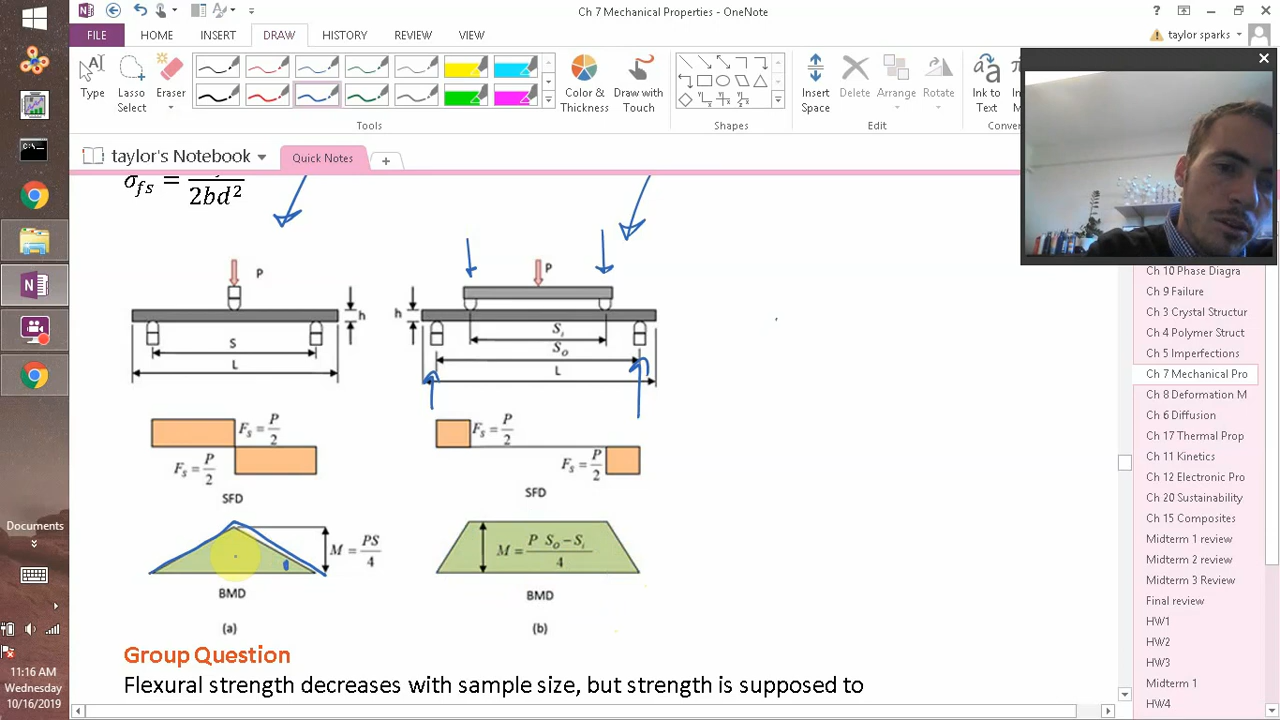 Ch 7 Mechanical Properties - OneNote
FILE HOME INSERT DRAW HISTORY REVIEW VIEW
taylor sparks
Type
Lasso Select
Eraser
Color & Thickness
Draw with Touch
Insert Space
Delete
Arrange
Rotate
Ink to Text
Tools
Shapes
Edit
Conver
taylor's Notebook
Quick Notes
σfs =
2bd²
P
h
S
L
P
h
Si
So
L
Fs = P/2
Fs = P/2
SFD
Fs = P/2
Fs = P/2
SFD
M = PS/4
BMD
(a)
M = P So − Si / 4
BMD
(b)
Group Question
Flexural strength decreases with sample size, but strength is supposed to
Ch 10 Phase Diagra
Ch 9 Failure
Ch 3 Crystal Structur
Ch 4 Polymer Struct
Ch 5 Imperfections
Ch 7 Mechanical Pro
Ch 8 Deformation M
Ch 6 Diffusion
Ch 17 Thermal Prop
Ch 11 Kinetics
Ch 12 Electronic Pro
Ch 20 Sustainability
Ch 15 Composites
Midterm 1 review
Midterm 2 review
Midterm 3 Review
Final review
HW1
HW2
HW3
Midterm 1
HW4
Documents
11:16 AM
Wednesday
10/16/2019